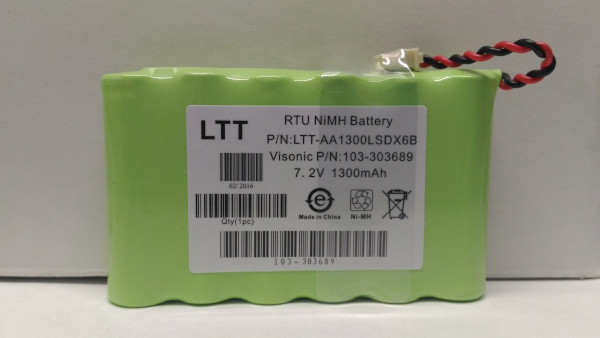 LTT
RTU NiMH Battery
P/N:LTT-AA1300LSDX6B
Visonic P/N:103-303689
7.2V 1300mAh
02/ 2016
Qty(1pc)
e
Made in China
Ni-MH
103-303689